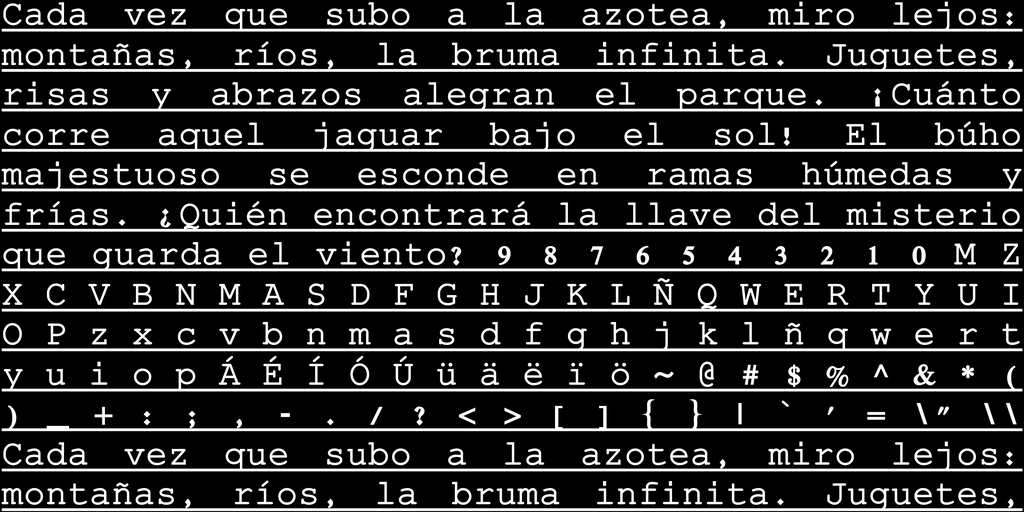 Cada vez que subo a la azotea, miro lejos:
montañas, ríos, la bruma infinita. Juguetes,
risas y abrazos alegran el parque. ¡Cuánto
corre aquel jaguar bajo el sol! El búho
majestuoso se esconde en ramas húmedas y
frías. ¿Quién encontrará la llave del misterio
que guarda el viento? 9 8 7 6 5 4 3 2 1 0 M Z
X C V B N M A S D F G H J K L Ñ Q W E R T Y U I
O P z x c v b n m a s d f g h j k l ñ q w e r t
y u i o p Á É Í Ó Ú ü ä ë ï ö ~ @ # $ % ^ & * (
) _ + : ; , - . / ? < > [ ] { } | ` ' = \" \\
Cada vez que subo a la azotea, miro lejos:
montañas, ríos, la bruma infinita. Juguetes,